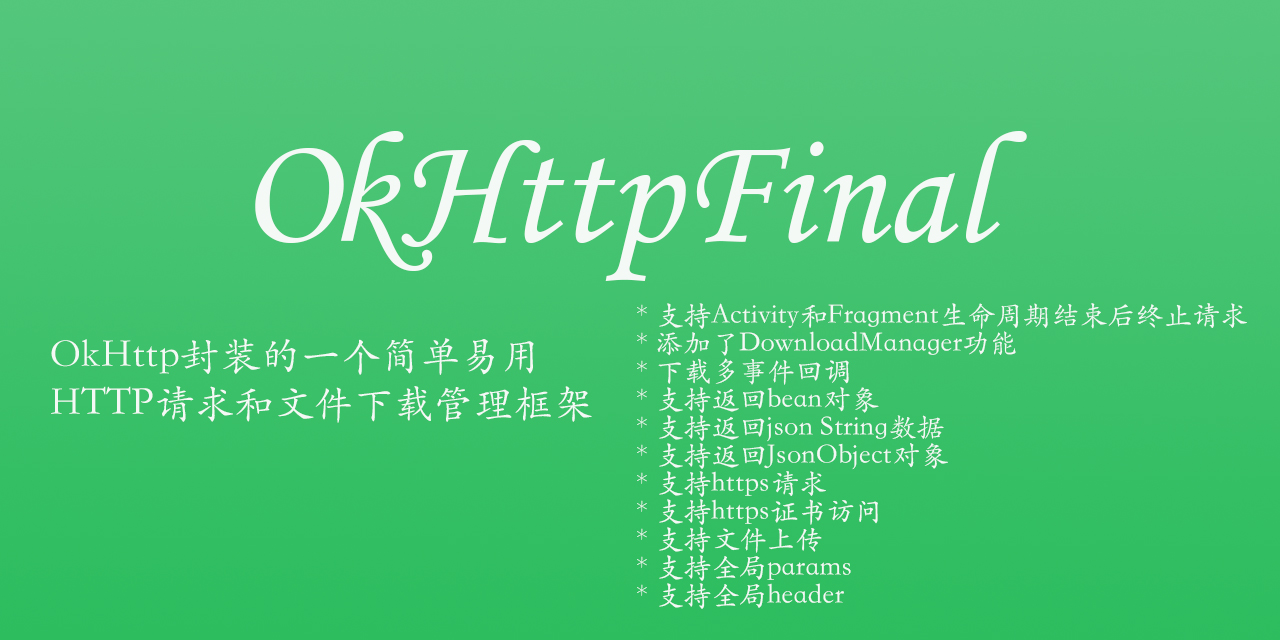 OkHttpFinal
OkHttp封装的一个简单易用
HTTP请求和文件下载管理框架
* 支持Activity和Fragment生命周期结束后终止请求
* 添加了DownloadManager功能
* 下载多事件回调
* 支持返回bean对象
* 支持返回json String数据
* 支持返回JsonObject对象
* 支持https请求
* 支持https证书访问
* 支持文件上传
* 支持全局params
* 支持全局header